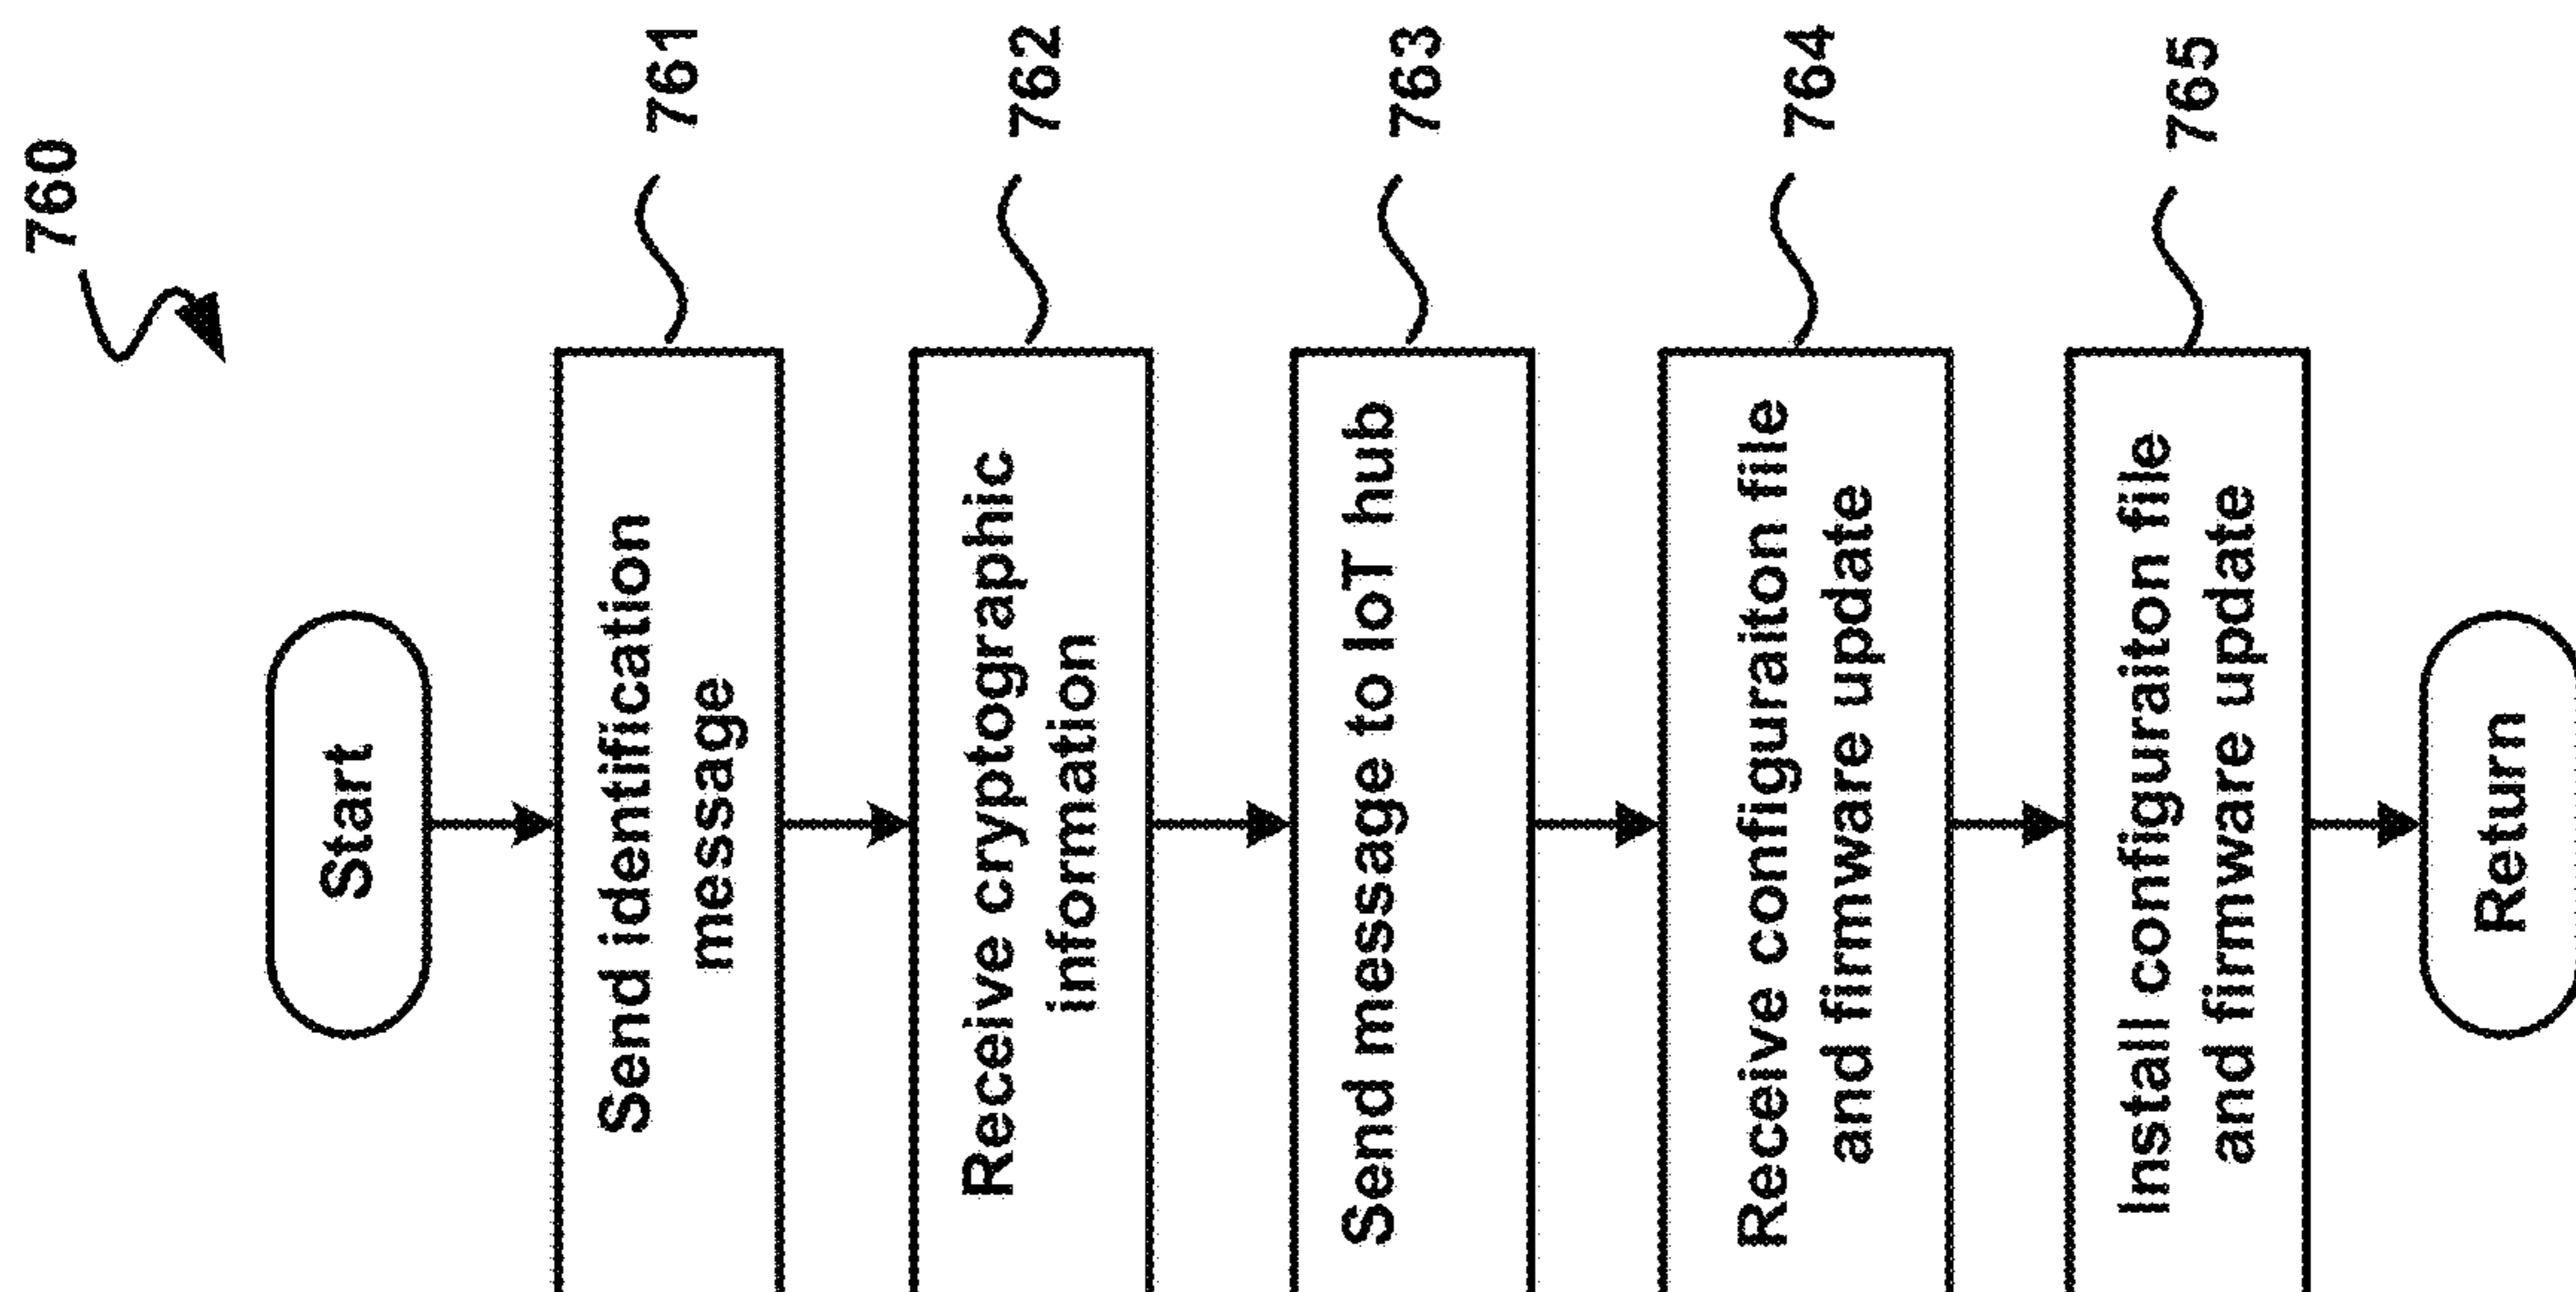 760
Start
Send identification
message
761
Receive cryptographic
information
762
Send message to IoT hub
763
Receive configuraiton file
and firmware update
764
Install configuraiton file
and firmware update
765
Return